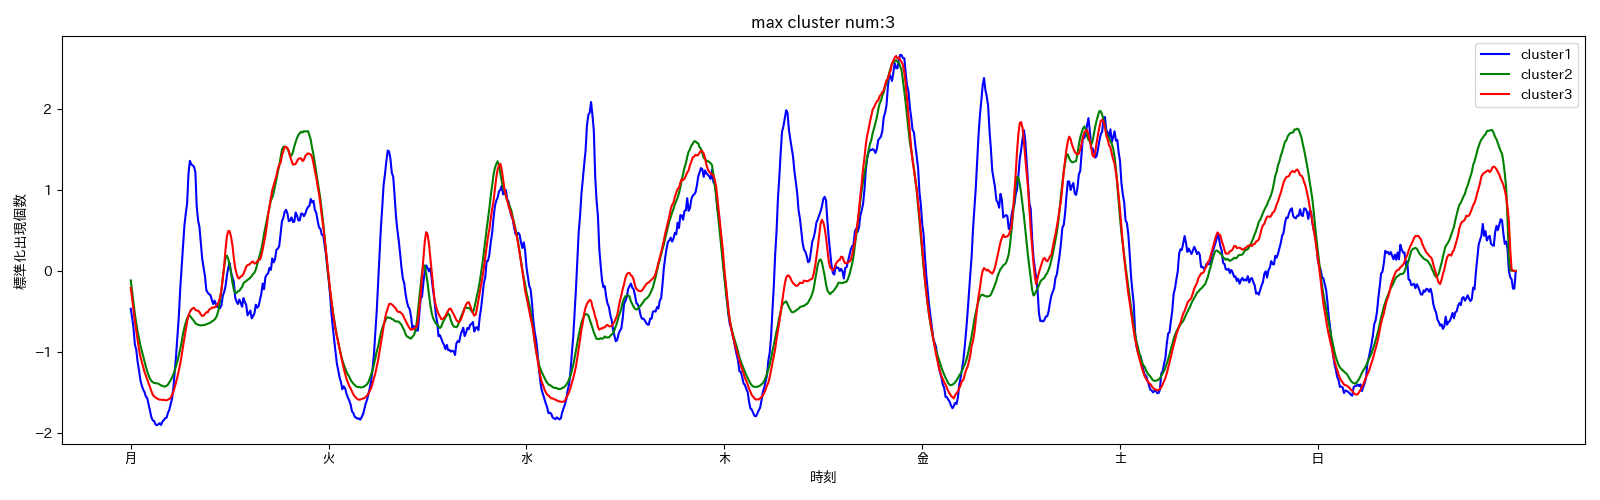 max cluster num:3
cluster1
cluster2
cluster3
標準化出現個数
2
1
0
−1
−2
月 火 水 木 金 土 日
時刻